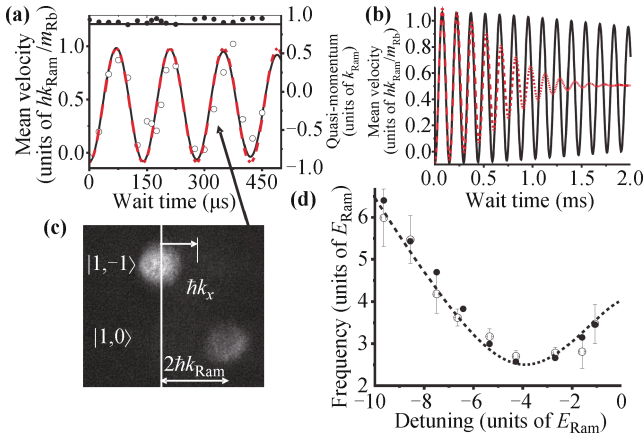 (a)
1.0
0.5
0.0
Mean velocity
(units of ħk_Ram/m_Rb)
1.0
0.5
0.0
−0.5
−1.0
Quasi-momentum
(units of k_Ram)
0 150 300 450
Wait time (μs)
(b)
1.0
0.8
0.6
0.4
0.2
0.0
Mean velocity
(units of ħk_Ram/m_Rb)
0.0 0.5 1.0 1.5 2.0
Wait time (ms)
(c)
|1,−1⟩
ħk_x
|1,0⟩
2ħk_Ram
(d)
6
5
4
3
2
Frequency (units of E_Ram)
−10 −8 −6 −4 −2 0
Detuning (units of E_Ram)